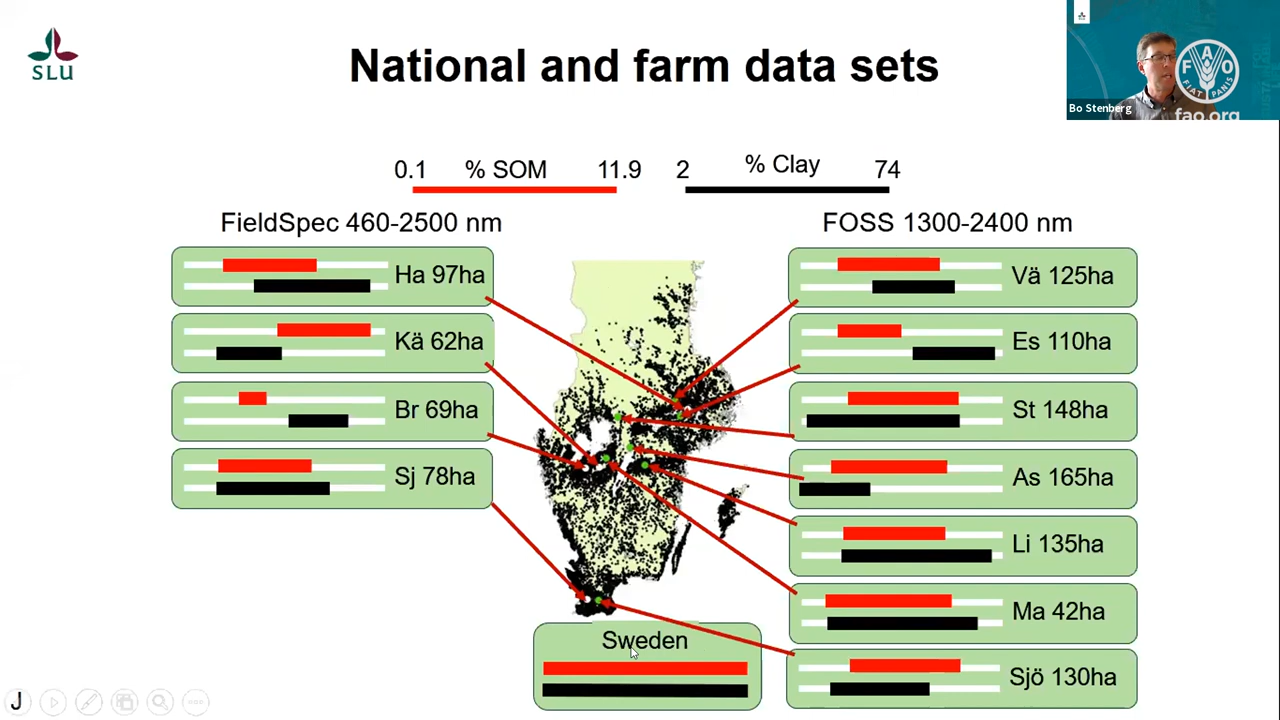 SLU
National and farm data sets
Bo Stenberg
F A O
FIAT PANIS
fao.org
0.1 % SOM 11.9 2 % Clay 74
FieldSpec 460-2500 nm
FOSS 1300-2400 nm
Ha 97ha
Kä 62ha
Br 69ha
Sj 78ha
Vä 125ha
Es 110ha
St 148ha
As 165ha
Li 135ha
Ma 42ha
Sjö 130ha
Sweden
J